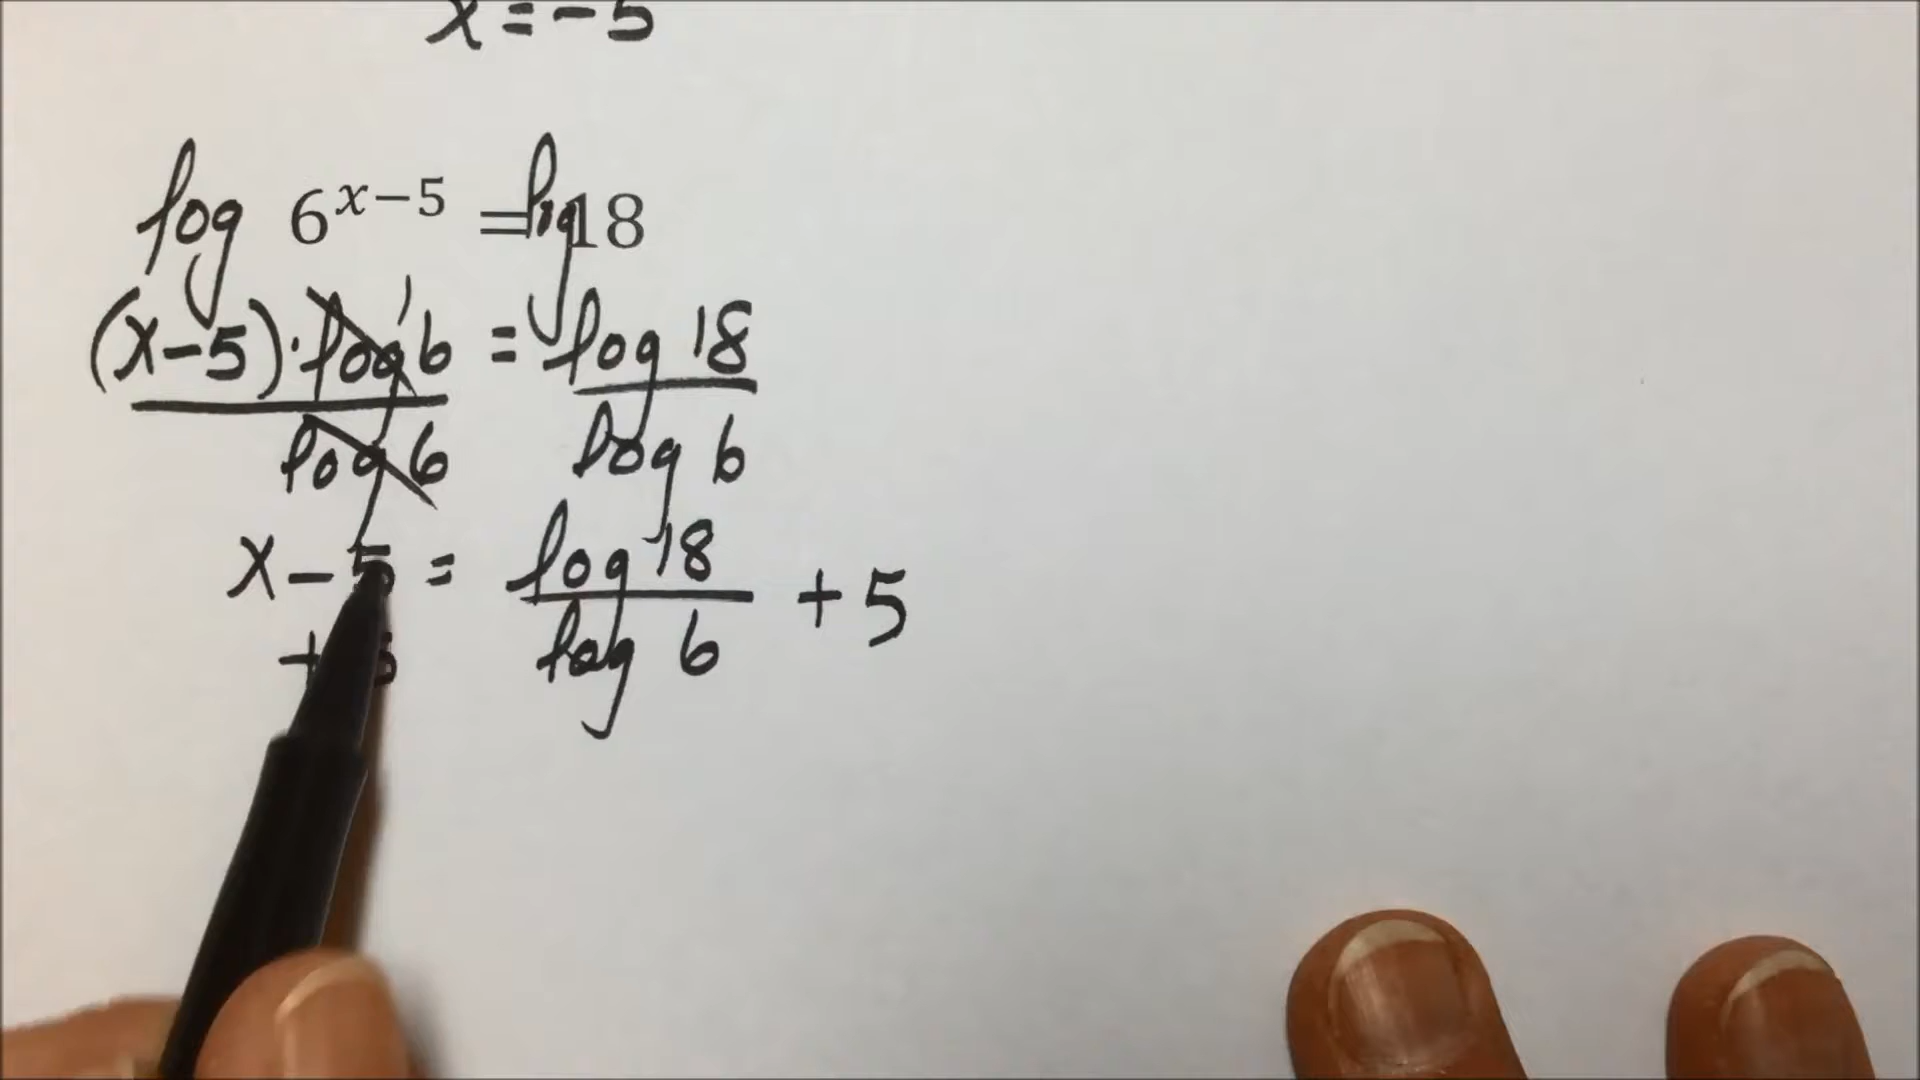 x = -5
log 6^{x-5} = log 18
(x-5) · log 6 = log 18
log 6 log 6
x - 5 = log 18 + 5
+ 5 log 6